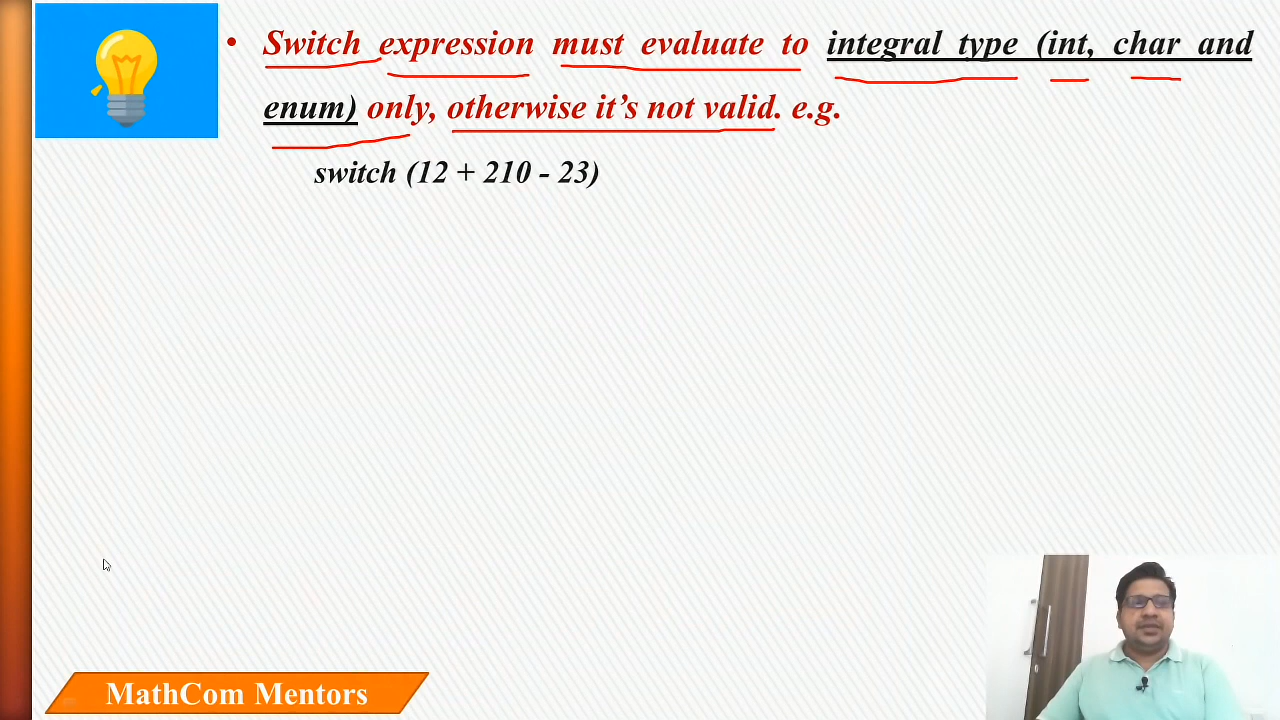 • Switch expression must evaluate to integral type (int, char and
enum) only, otherwise it’s not valid. e.g.
switch (12 + 210 - 23)
MathCom Mentors